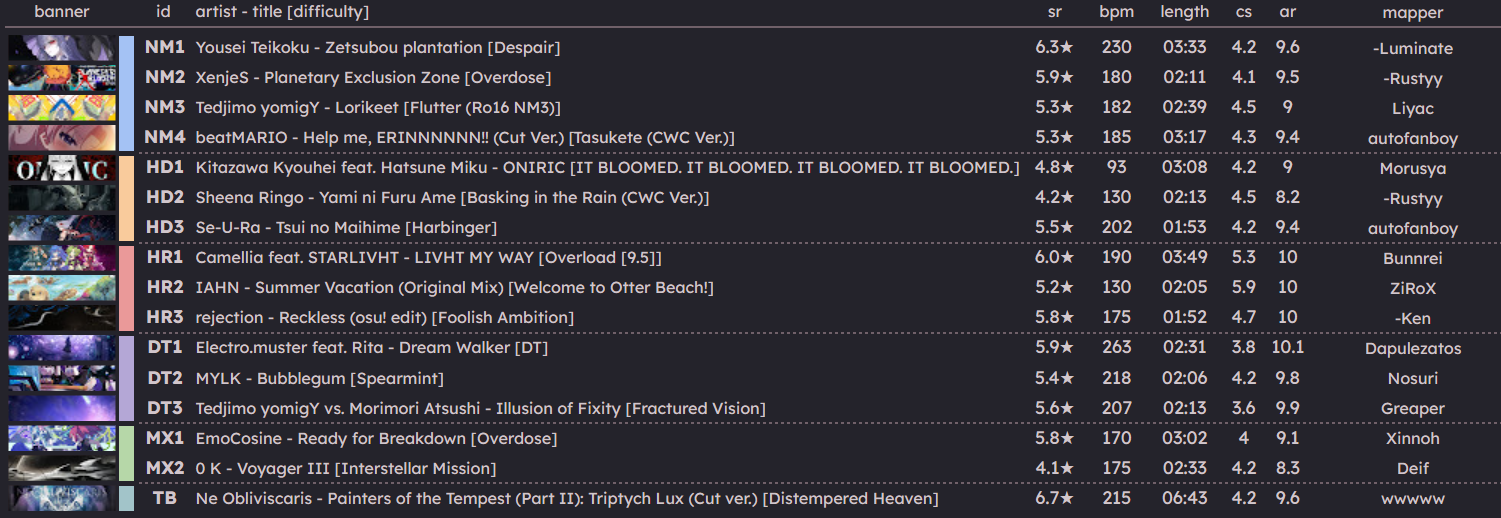 banner id artist - title [difficulty] sr bpm length cs ar mapper
NM1 Yousei Teikoku - Zetsubou plantation [Despair] 6.3★ 230 03:33 4.2 9.6 -Luminate
NM2 XenjeS - Planetary Exclusion Zone [Overdose] 5.9★ 180 02:11 4.1 9.5 -Rustyy
NM3 Tedjimo yomigY - Lorikeet [Flutter (Ro16 NM3)] 5.3★ 182 02:39 4.5 9 Liyac
NM4 beatMARIO - Help me, ERINNNNNN!! (Cut Ver.) [Tasukete (CWC Ver.)] 5.3★ 185 03:17 4.3 9.4 autofanboy
HD1 Kitazawa Kyouhei feat. Hatsune Miku - ONIRIC [IT BLOOMED. IT BLOOMED. IT BLOOMED. IT BLOOMED.] 4.8★ 93 03:08 4.2 9 Morusya
HD2 Sheena Ringo - Yami ni Furu Ame [Basking in the Rain (CWC Ver.)] 4.2★ 130 02:13 4.5 8.2 -Rustyy
HD3 Se-U-Ra - Tsui no Maihime [Harbinger] 5.5★ 202 01:53 4.2 9.4 autofanboy
HR1 Camellia feat. STARLIVHT - LIVHT MY WAY [Overload [9.5]] 6.0★ 190 03:49 5.3 10 Bunnrei
HR2 IAHN - Summer Vacation (Original Mix) [Welcome to Otter Beach!] 5.2★ 130 02:05 5.9 10 ZiRoX
HR3 rejection - Reckless (osu! edit) [Foolish Ambition] 5.8★ 175 01:52 4.7 10 -Ken
DT1 Electro.muster feat. Rita - Dream Walker [DT] 5.9★ 263 02:31 3.8 10.1 Dapulezatos
DT2 MYLK - Bubblegum [Spearmint] 5.4★ 218 02:06 4.2 9.8 Nosuri
DT3 Tedjimo yomigY vs. Morimori Atsushi - Illusion of Fixity [Fractured Vision] 5.6★ 207 02:13 3.6 9.9 Greaper
MX1 EmoCosine - Ready for Breakdown [Overdose] 5.8★ 170 03:02 4 9.1 Xinnoh
MX2 0 K - Voyager III [Interstellar Mission] 4.1★ 175 02:33 4.2 8.3 Deif
TB Ne Obliviscaris - Painters of the Tempest (Part II): Triptych Lux (Cut ver.) [Distempered Heaven] 6.7★ 215 06:43 4.2 9.6 wwwww